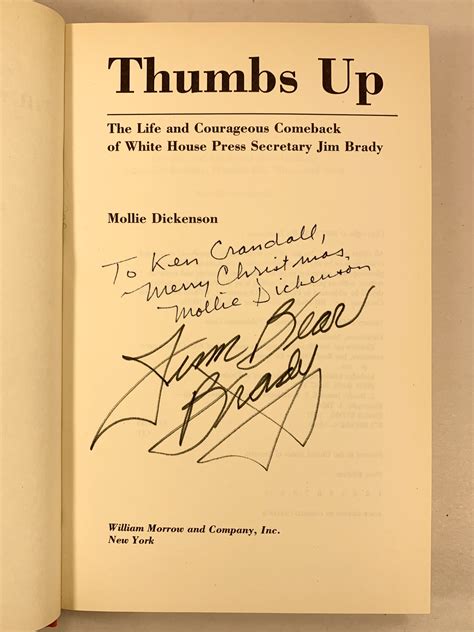 Thumbs Up
The Life and Courageous Comeback
of White House Press Secretary Jim Brady
Mollie Dickenson
To Ken Crandall,
Merry Christmas,
Mollie Dickenson
Jim Bear
Brady
William Morrow and Company, Inc.
New York